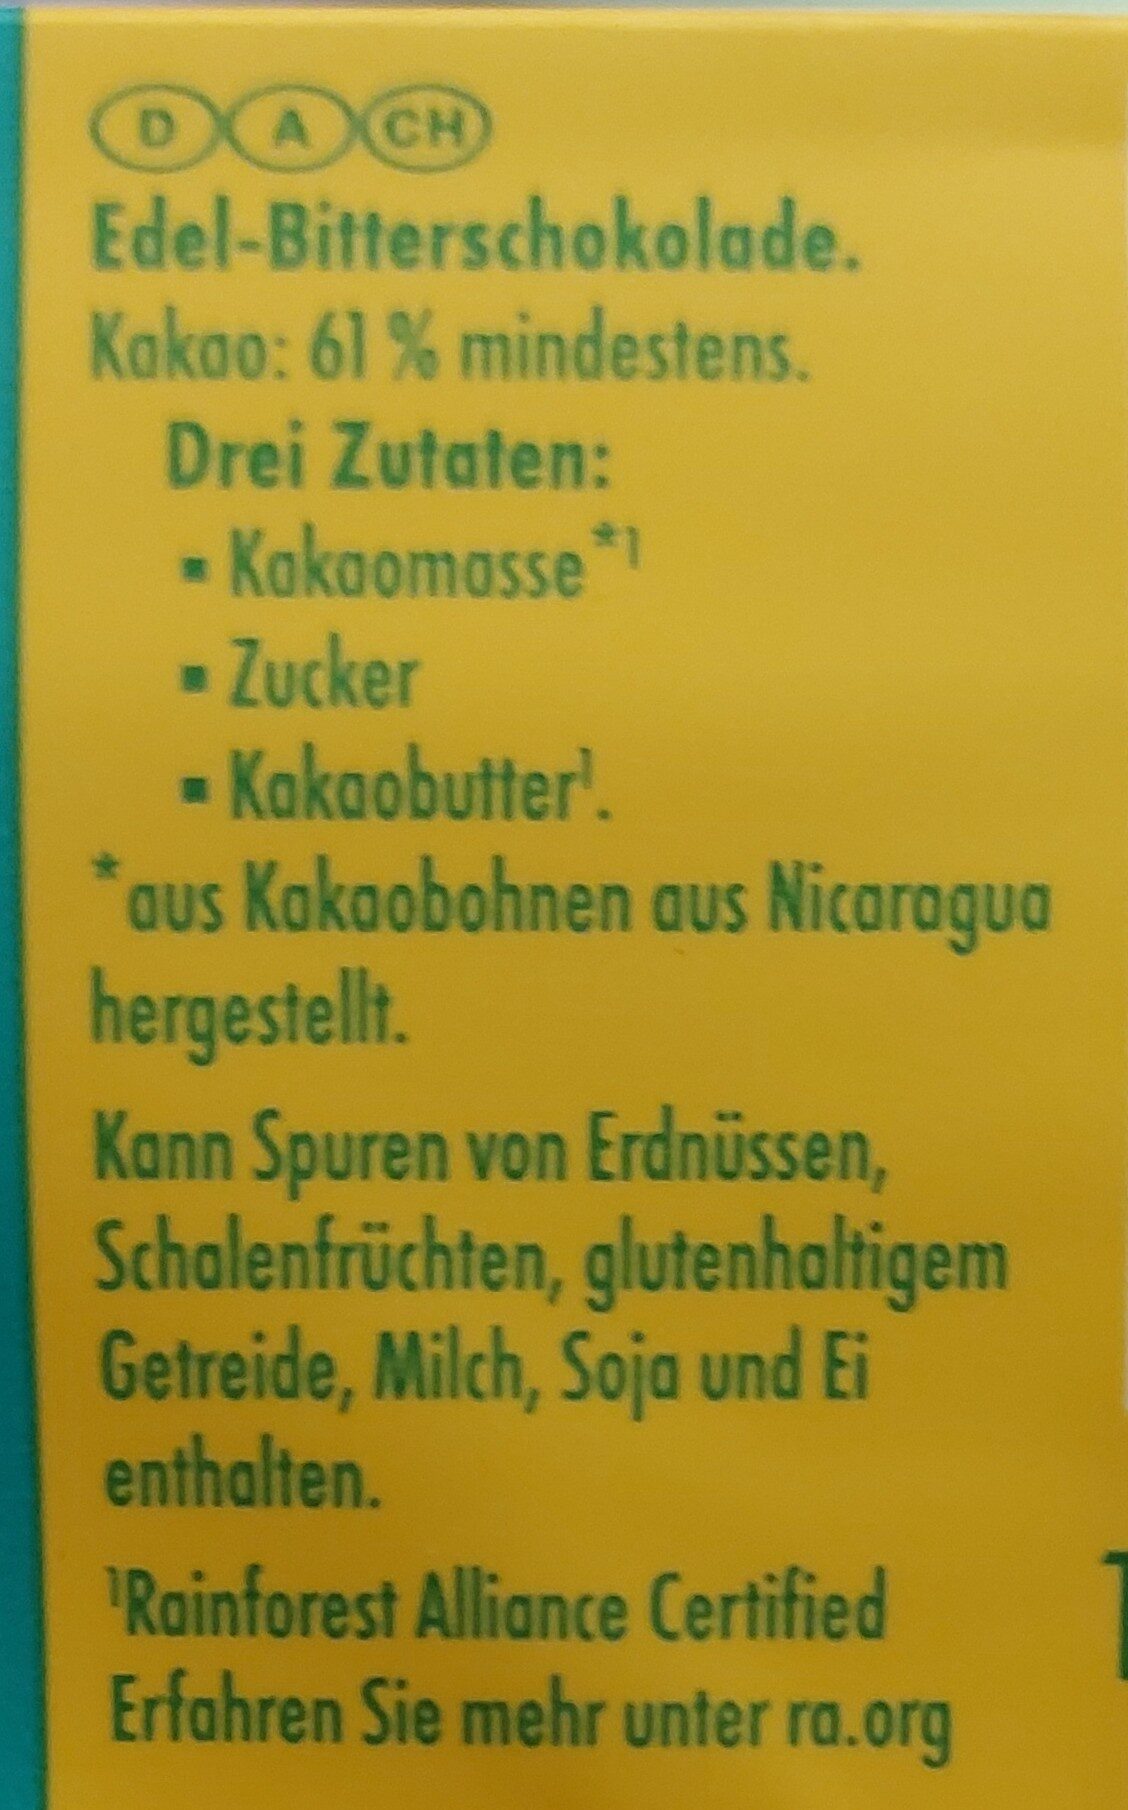 D A CH
Edel-Bitterschokolade.
Kakao: 61 % mindestens.
Drei Zutaten:
▪ Kakaomasse*¹
▪ Zucker
▪ Kakaobutter¹.
*aus Kakaobohnen aus Nicaragua
hergestellt.
Kann Spuren von Erdnüssen,
Schalenfrüchten, glutenhaltigem
Getreide, Milch, Soja und Ei
enthalten.
¹Rainforest Alliance Certified
Erfahren Sie mehr unter ra.org